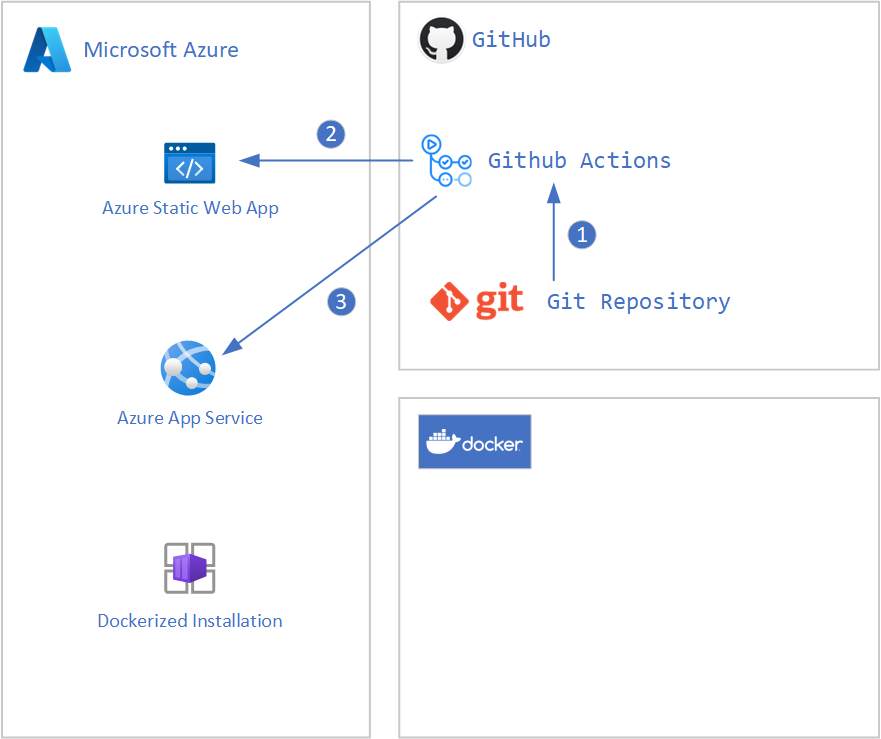 Microsoft Azure
GitHub
2
Github Actions
</>
Azure Static Web App
1
3
git
Git Repository
Azure App Service
docker
Dockerized Installation